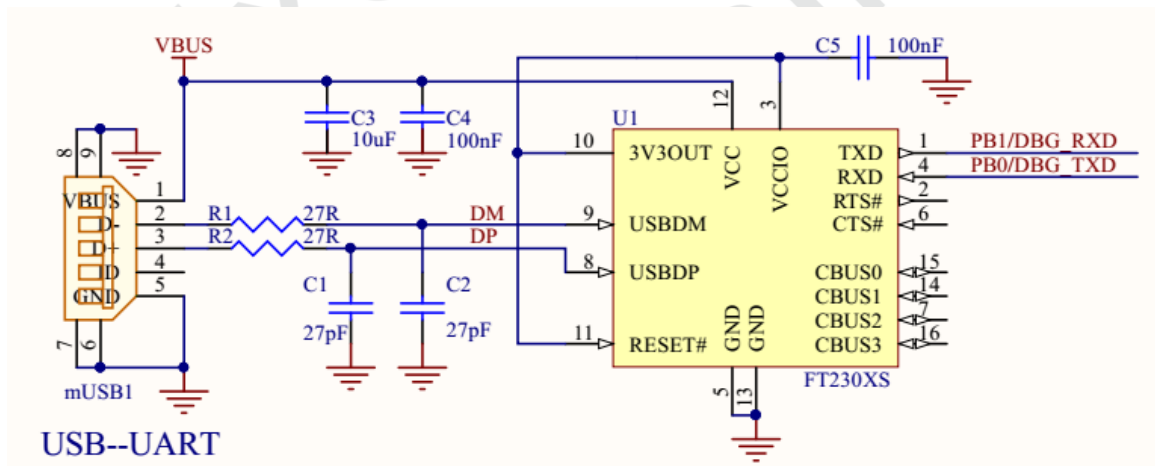 VBUS
C5 100nF
12
3
C3
10uF
C4
100nF
U1
8
9
10
3V3OUT
VCC
VCCIO
TXD
1
PB1/DBG_RXD
RXD
4
PB0/DBG_TXD
RTS#
2
CTS#
6
VBUS
1
D-
2
R1
27R
DM
9
USBDM
D+
3
R2
27R
DP
8
USBDP
ID
4
GND
5
C1
27pF
C2
27pF
CBUS0
15
CBUS1
14
CBUS2
7
CBUS3
16
11
RESET#
GND
GND
7
6
5
13
FT230XS
mUSB1
USB--UART